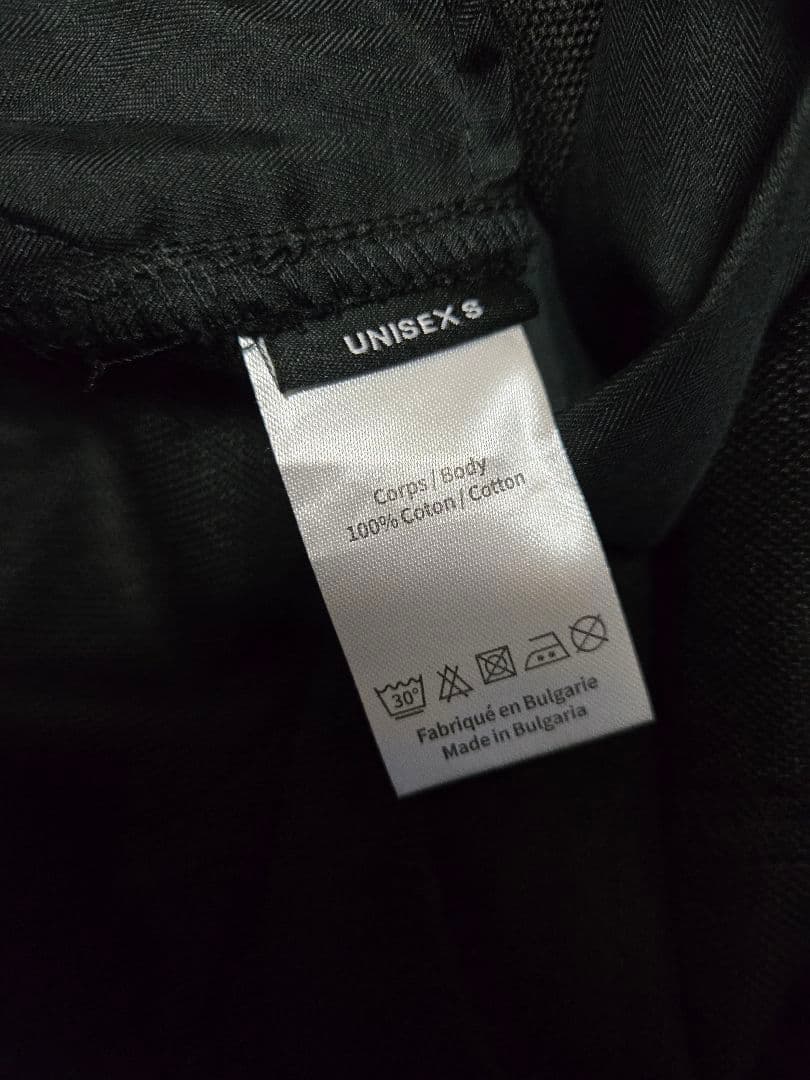 UNISEX S
Corps / Body
100% Coton / Cotton
30°
Fabriqué en Bulgarie
Made in Bulgaria